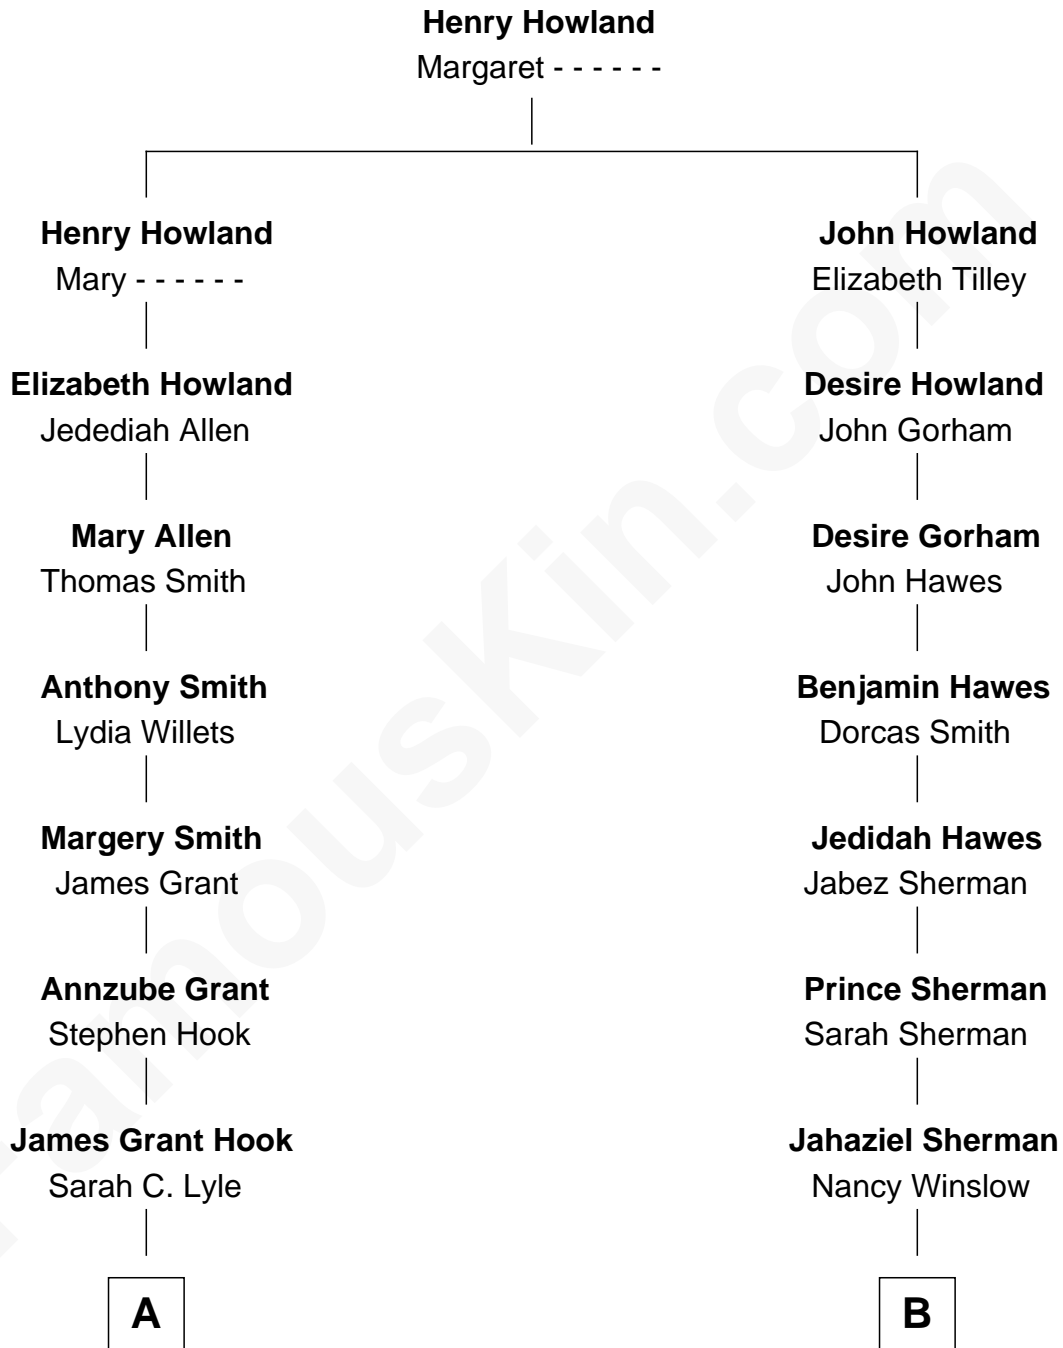 Henry Howland
Margaret - - - - - -
Henry Howland
Mary - - - - - -
John Howland
Elizabeth Tilley
Elizabeth Howland
Jedediah Allen
Desire Howland
John Gorham
Mary Allen
Thomas Smith
Desire Gorham
John Hawes
Anthony Smith
Lydia Willets
Benjamin Hawes
Dorcas Smith
Margery Smith
James Grant
Jedidah Hawes
Jabez Sherman
Annzube Grant
Stephen Hook
Prince Sherman
Sarah Sherman
James Grant Hook
Sarah C. Lyle
Jahaziel Sherman
Nancy Winslow
A
B
FamousKin.com